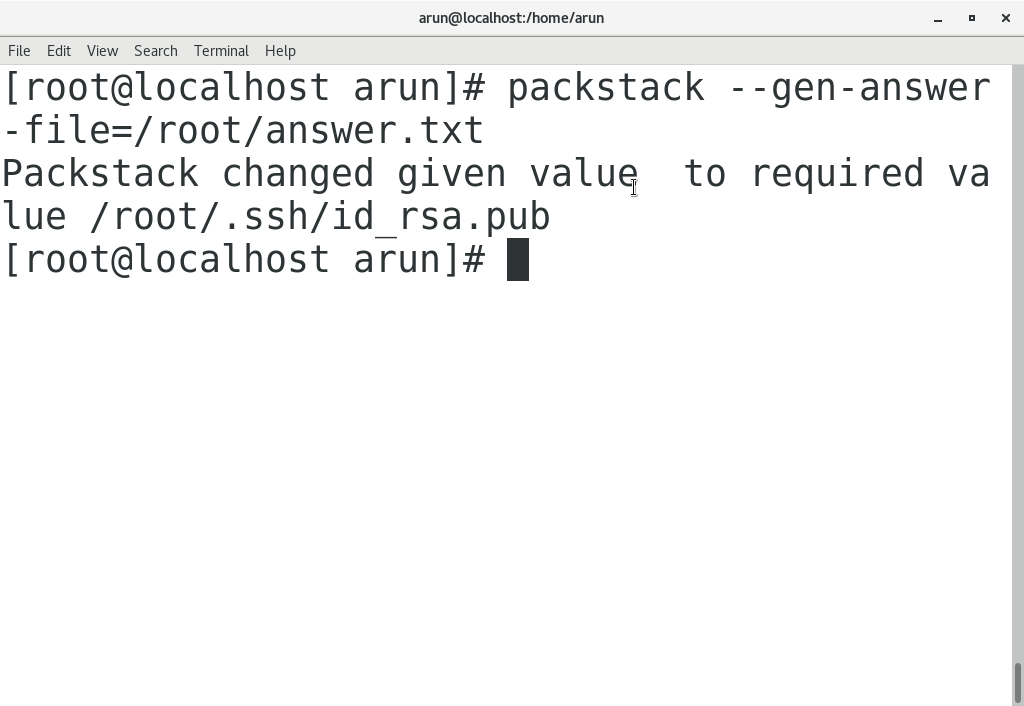 arun@localhost:/home/arun
File Edit View Search Terminal Help
[root@localhost arun]# packstack --gen-answer
-file=/root/answer.txt
Packstack changed given value  to required va
lue /root/.ssh/id_rsa.pub
[root@localhost arun]#